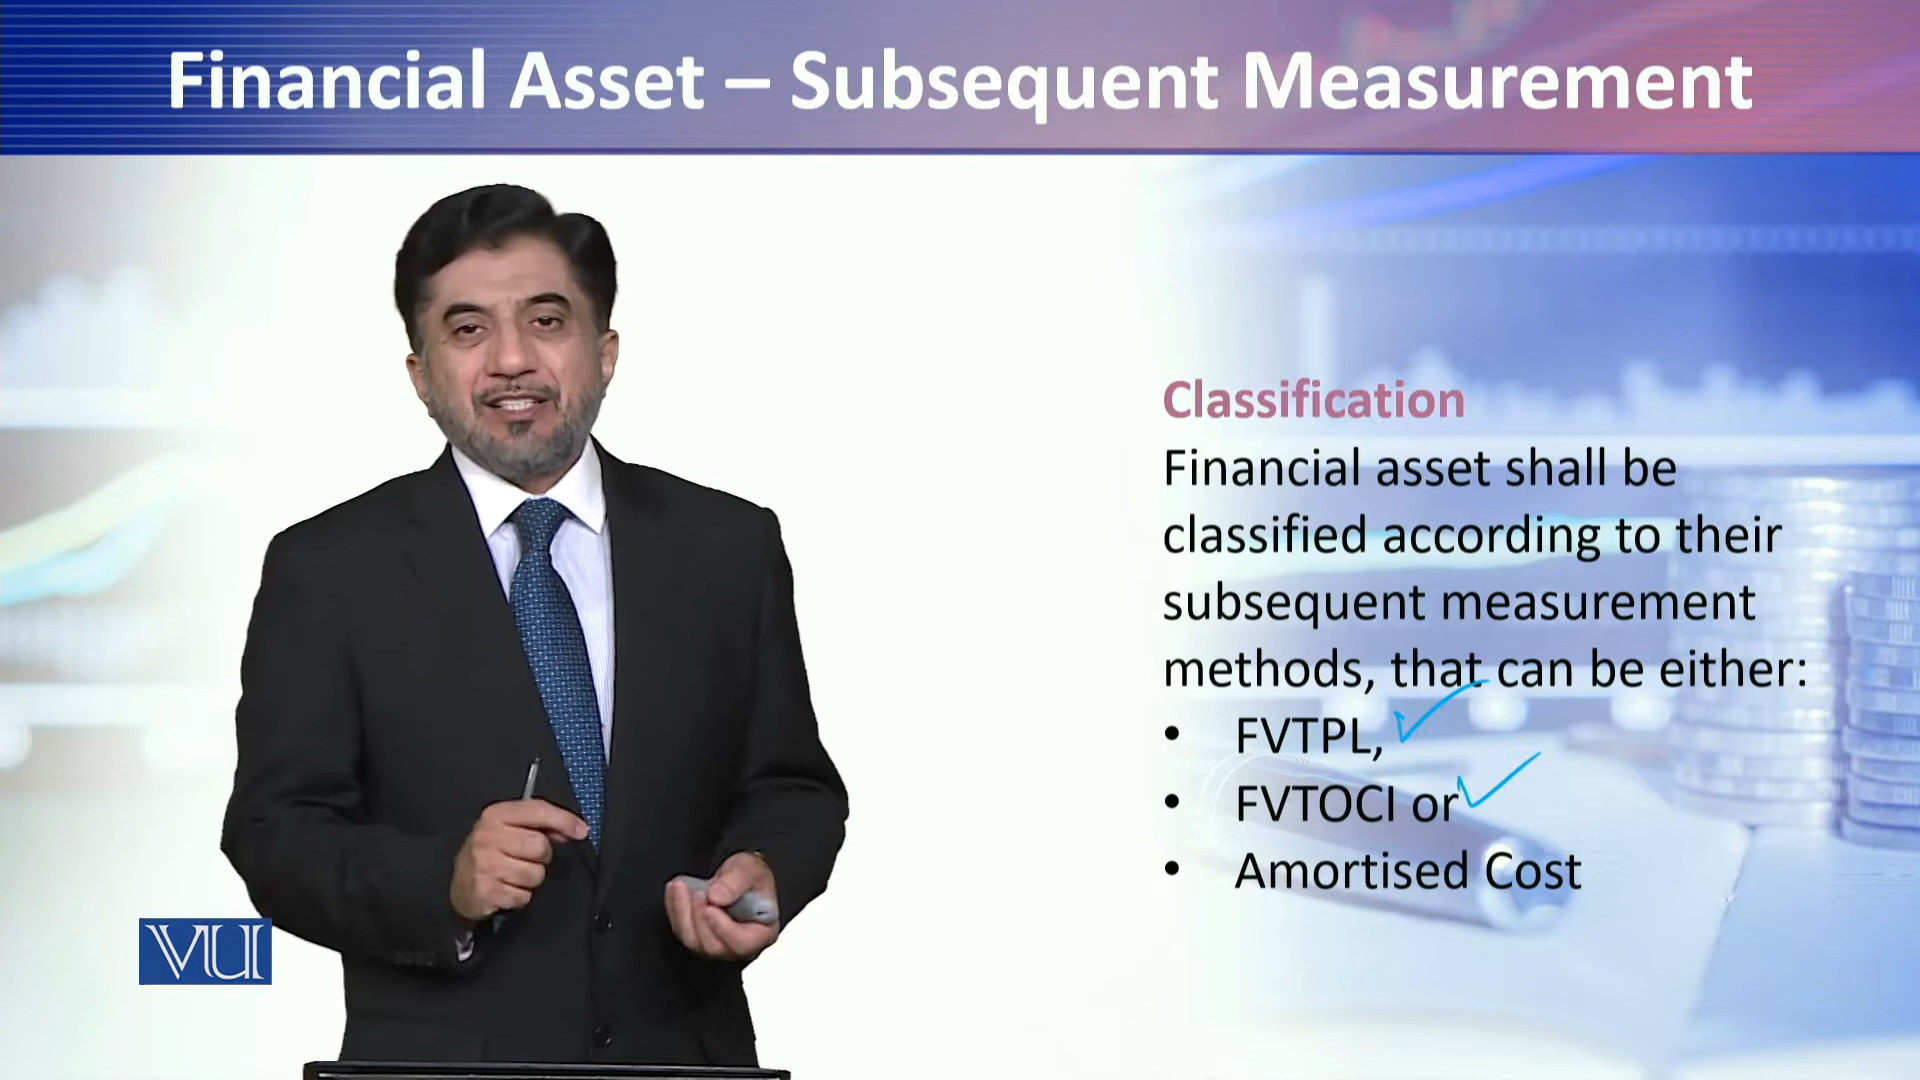 Financial Asset – Subsequent Measurement
Classification
Financial asset shall be
classified according to their
subsequent measurement
methods, that can be either:
• FVTPL,
• FVTOCI or
• Amortised Cost
VU